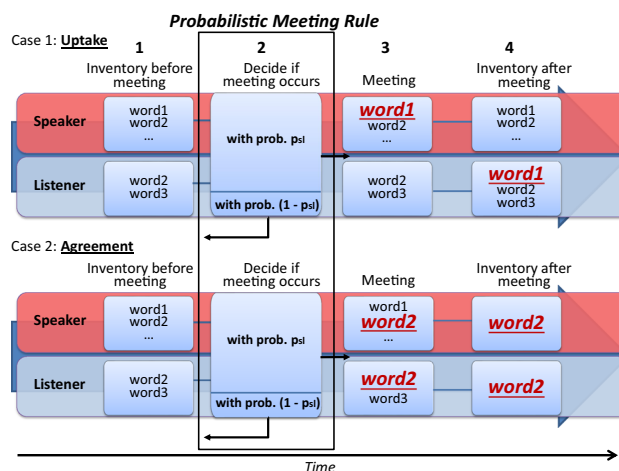 Probabilistic Meeting Rule
Case 1: Uptake
1 2 3 4
Inventory before meeting
Decide if meeting occurs
Meeting
Inventory after meeting
Speaker
word1
word2
...
with prob. psl
word1
word2
...
word1
word2
...
Listener
word2
word3
with prob. (1 - psl)
word2
word3
word1
word2
word3
Case 2: Agreement
Inventory before meeting
Decide if meeting occurs
Meeting
Inventory after meeting
Speaker
word1
word2
...
with prob. psl
word1
word2
...
word2
Listener
word2
word3
with prob. (1 - psl)
word2
word3
word2
Time